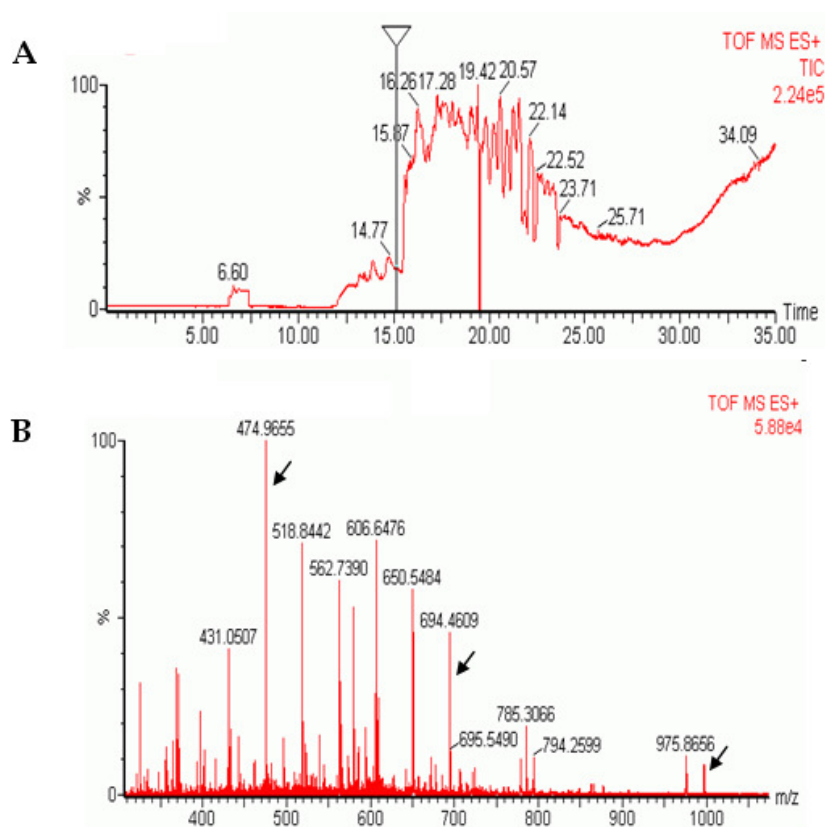 A
TOF MS ES+
TIC
2.24e5
100
%
0
6.60
14.77
15.87
16.26
17.28
19.42
20.57
22.14
22.52
23.71
25.71
34.09
5.00 10.00 15.00 20.00 25.00 30.00 35.00
Time
B
TOF MS ES+
5.88e4
100
%
0
431.0507
474.9655
518.8442
562.7390
606.6476
650.5484
694.4609
695.5490
785.3066
794.2599
975.8656
400 500 600 700 800 900 1000
m/z